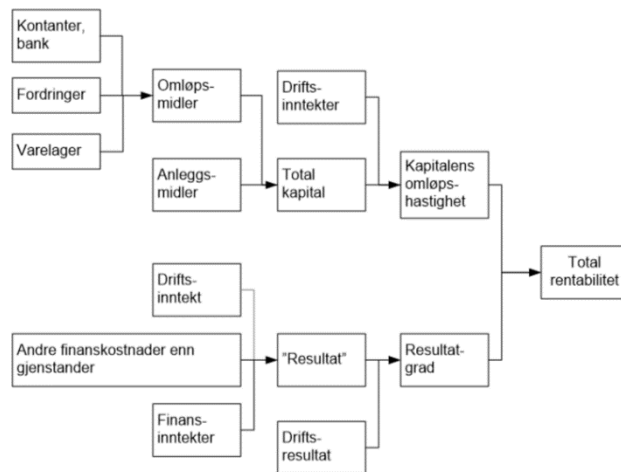 Kontanter,
bank
Fordringer
Varelager
Omløps-
midler
Anleggs-
midler
Drifts-
inntekter
Total
kapital
Kapitalens
omløps-
hastighet
Total
rentabilitet
Drifts-
inntekt
Andre finanskostnader enn
gjenstander
Finans-
inntekter
"Resultat"
Drifts-
resultat
Resultat-
grad